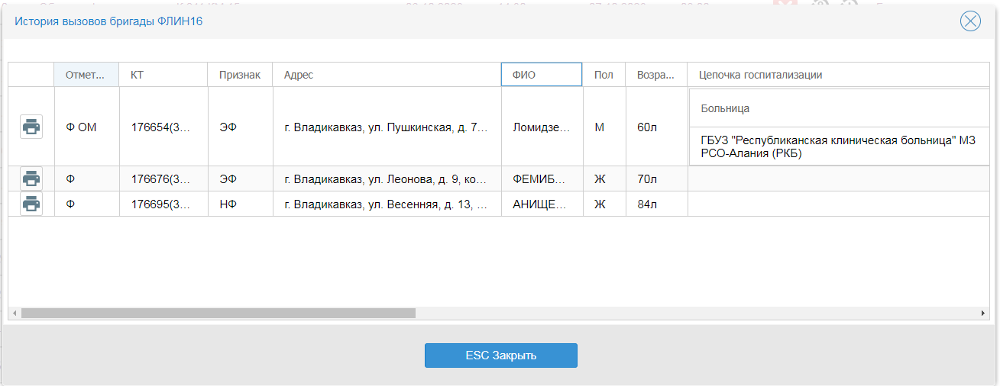 История вызовов бригады ФЛИН16
Отмет... КТ Признак Адрес ФИО Пол Возра... Цепочка госпитализации
Больница
Ф ОМ 176654(3... ЭФ г. Владикавказ, ул. Пушкинская, д. 7... Ломидзе... М 60л
ГБУЗ "Республиканская клиническая больница" МЗ
РСО-Алания (РКБ)
Ф 176676(3... ЭФ г. Владикавказ, ул. Леонова, д. 9, ко... ФЕМИБ... Ж 70л
Ф 176695(3... НФ г. Владикавказ, ул. Весенняя, д. 13, ... АНИЩЕ... Ж 84л
ESC Закрыть